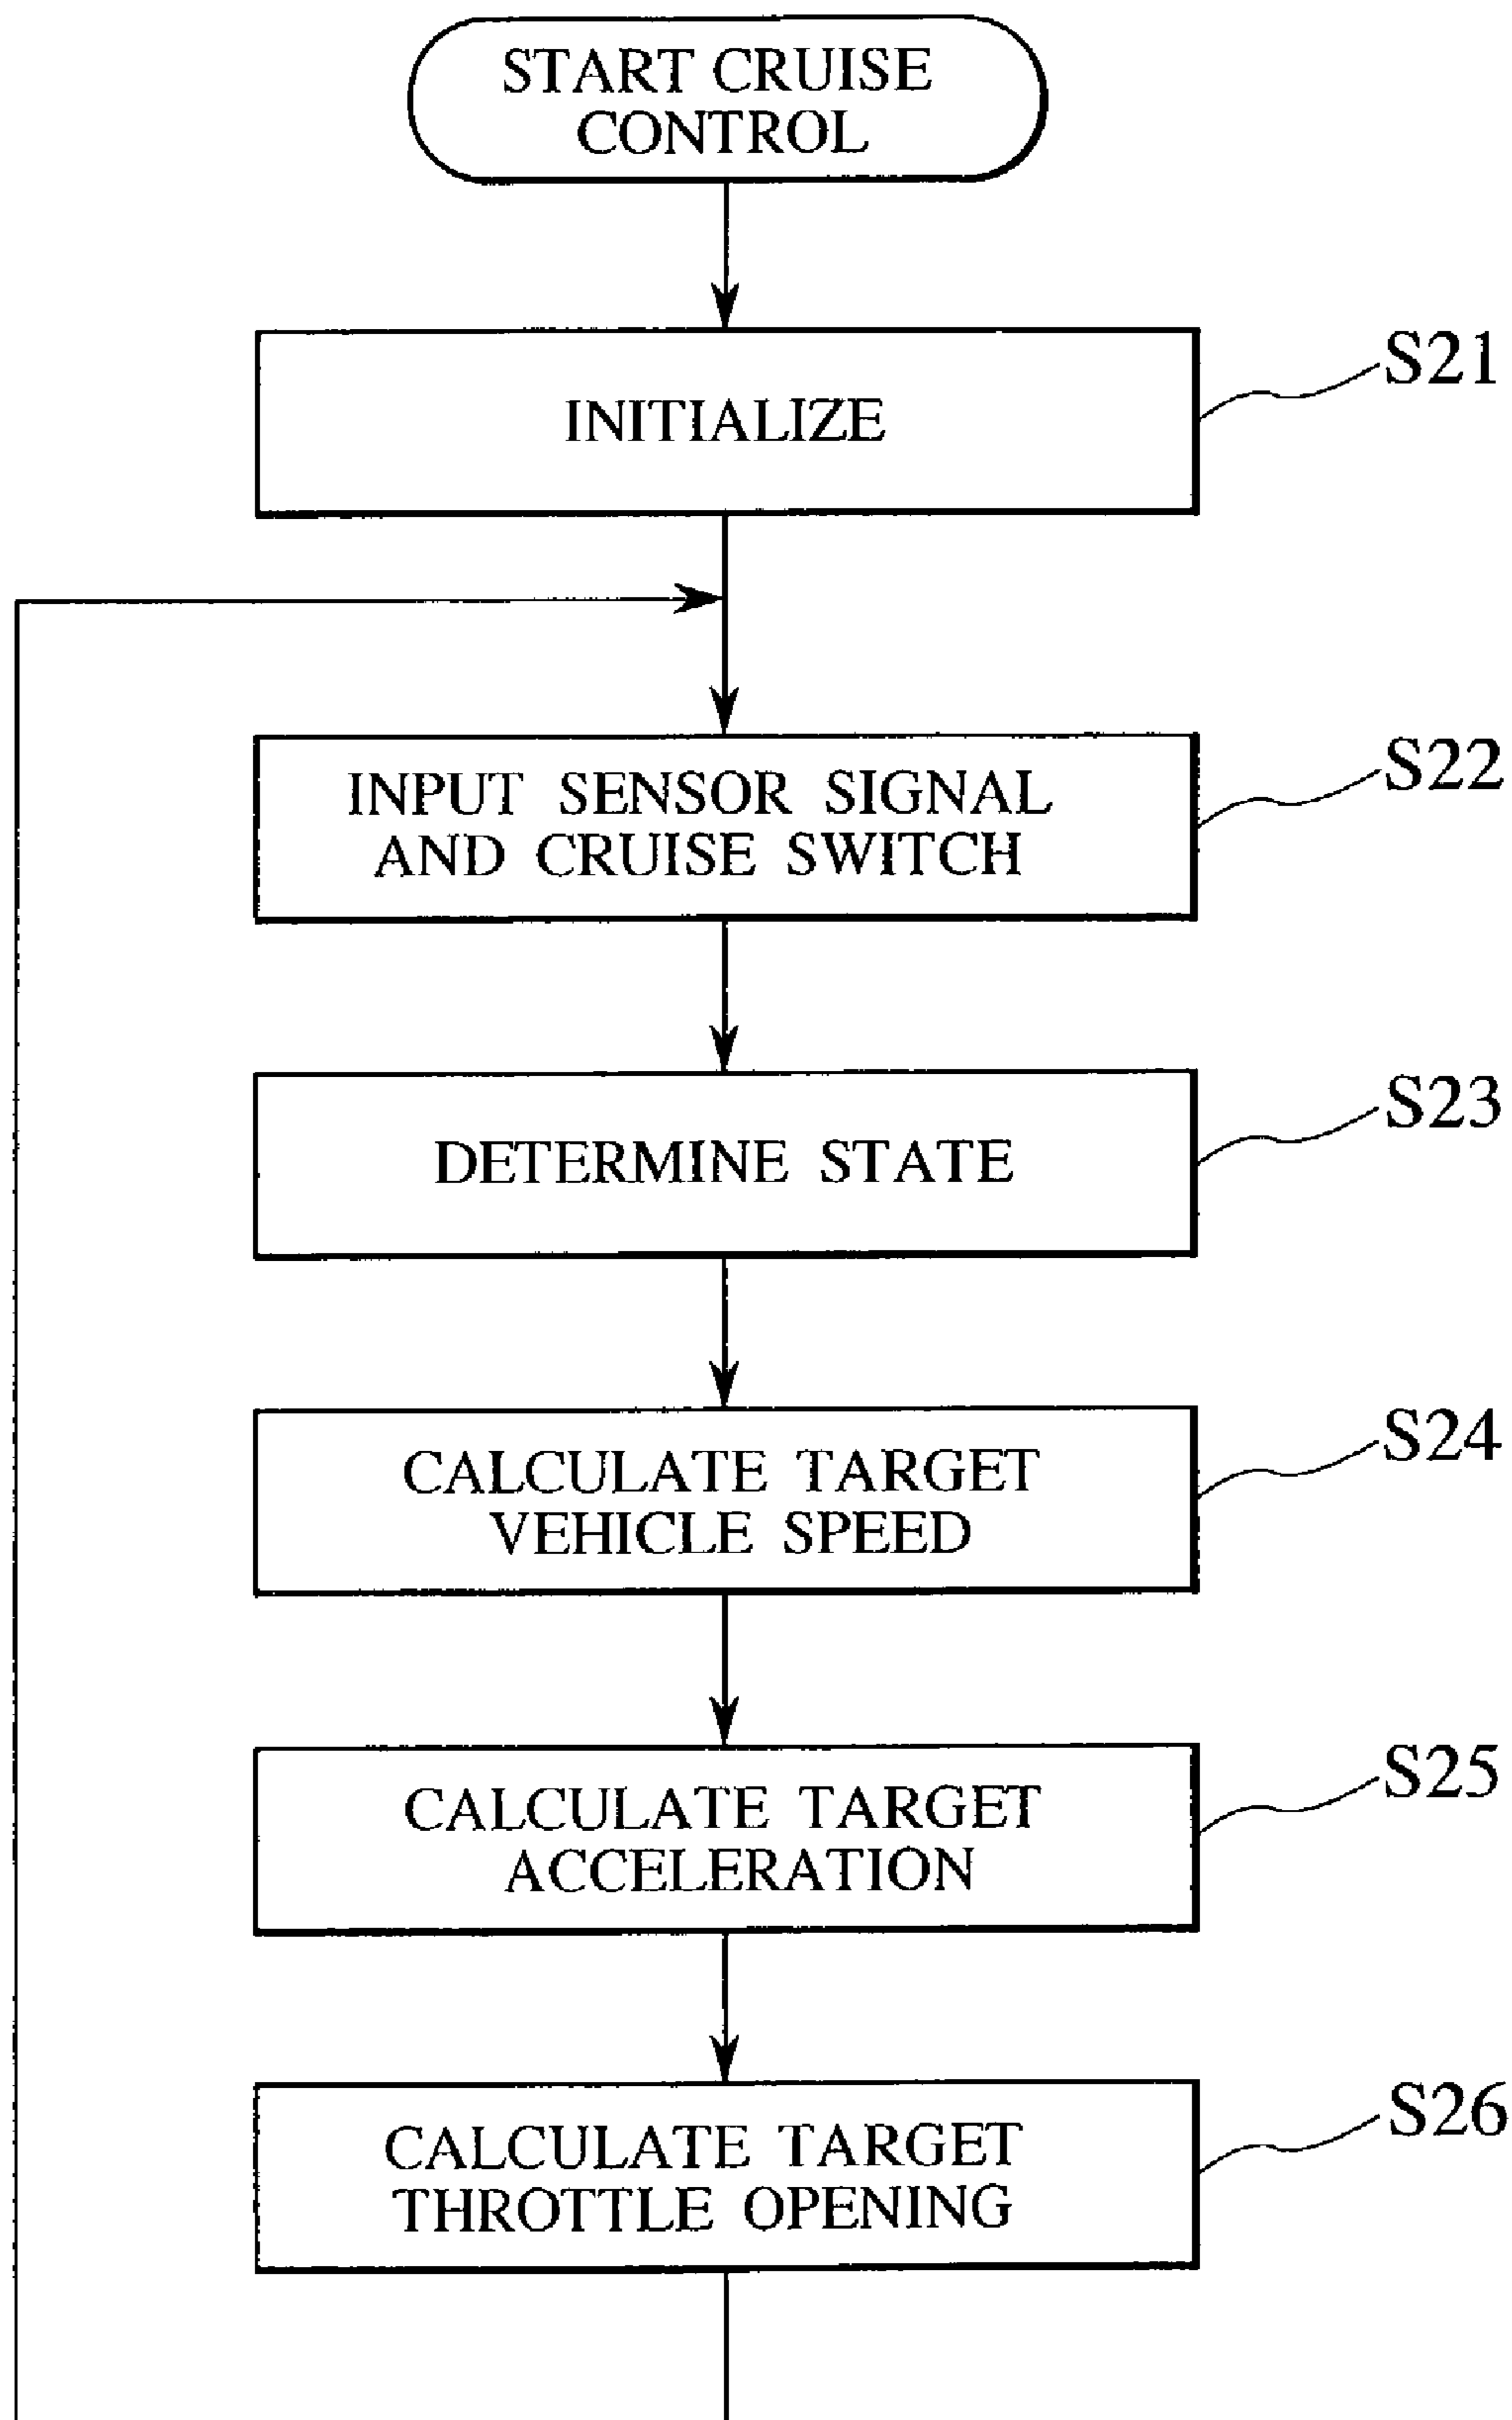 START CRUISE
CONTROL
INITIALIZE
S21
INPUT SENSOR SIGNAL
AND CRUISE SWITCH
S22
DETERMINE STATE
S23
CALCULATE TARGET
VEHICLE SPEED
S24
CALCULATE TARGET
ACCELERATION
S25
CALCULATE TARGET
THROTTLE OPENING
S26